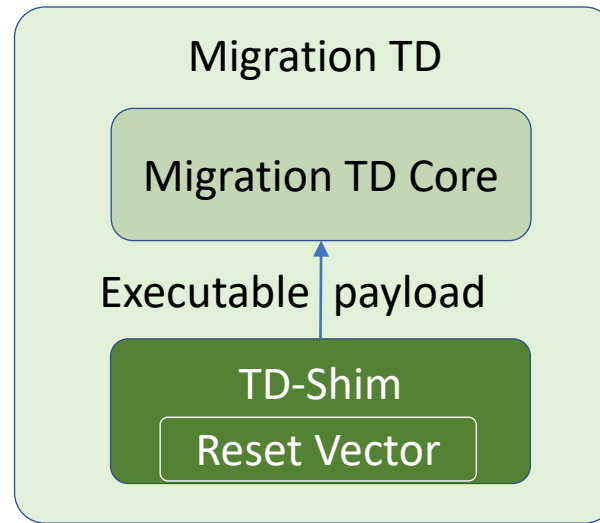 Migration TD
Migration TD Core
Executable payload
TD-Shim
Reset Vector